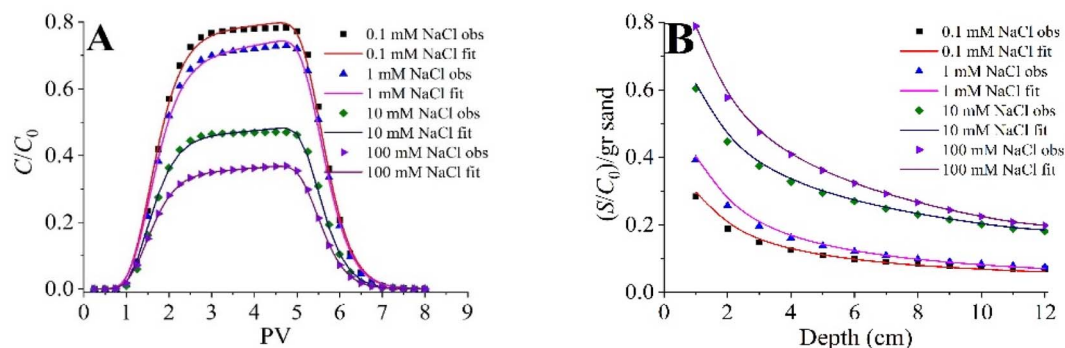 A
C/C0
0.8
0.6
0.4
0.2
0.0
0 1 2 3 4 5 6 7 8 9
PV
0.1 mM NaCl obs
0.1 mM NaCl fit
1 mM NaCl obs
1 mM NaCl fit
10 mM NaCl obs
10 mM NaCl fit
100 mM NaCl obs
100 mM NaCl fit
B
(S/C0)/gr sand
0.8
0.6
0.4
0.2
0.0
0 2 4 6 8 10 12
Depth (cm)
0.1 mM NaCl obs
0.1 mM NaCl fit
1 mM NaCl obs
1 mM NaCl fit
10 mM NaCl obs
10 mM NaCl fit
100 mM NaCl obs
100 mM NaCl fit